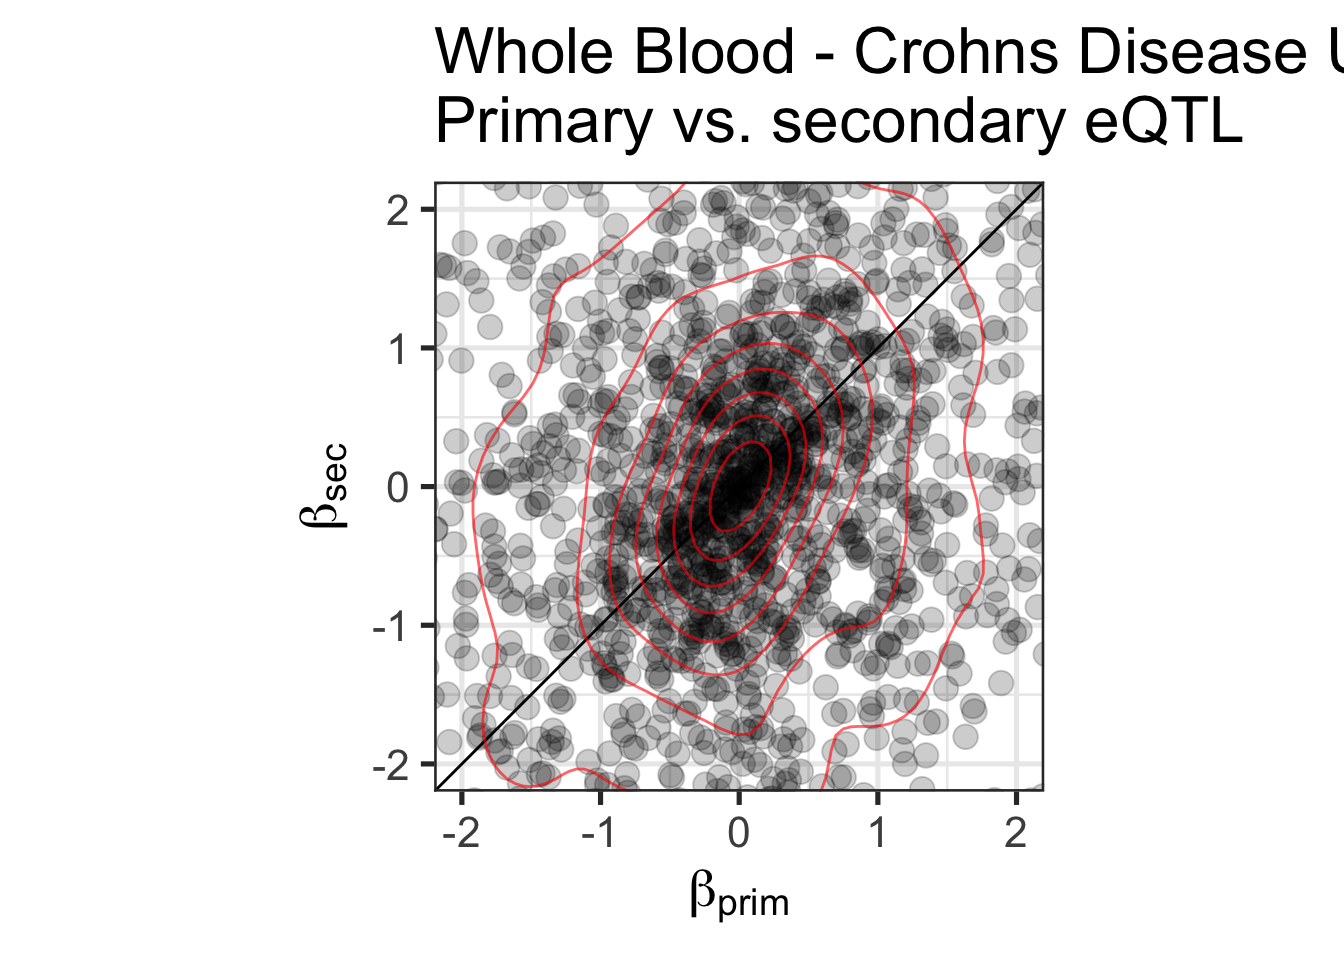 Whole Blood - Crohns Disease U
Primary vs. secondary eQTL
2
1
0
-1
-2
βsec
-2 -1 0 1 2
βprim